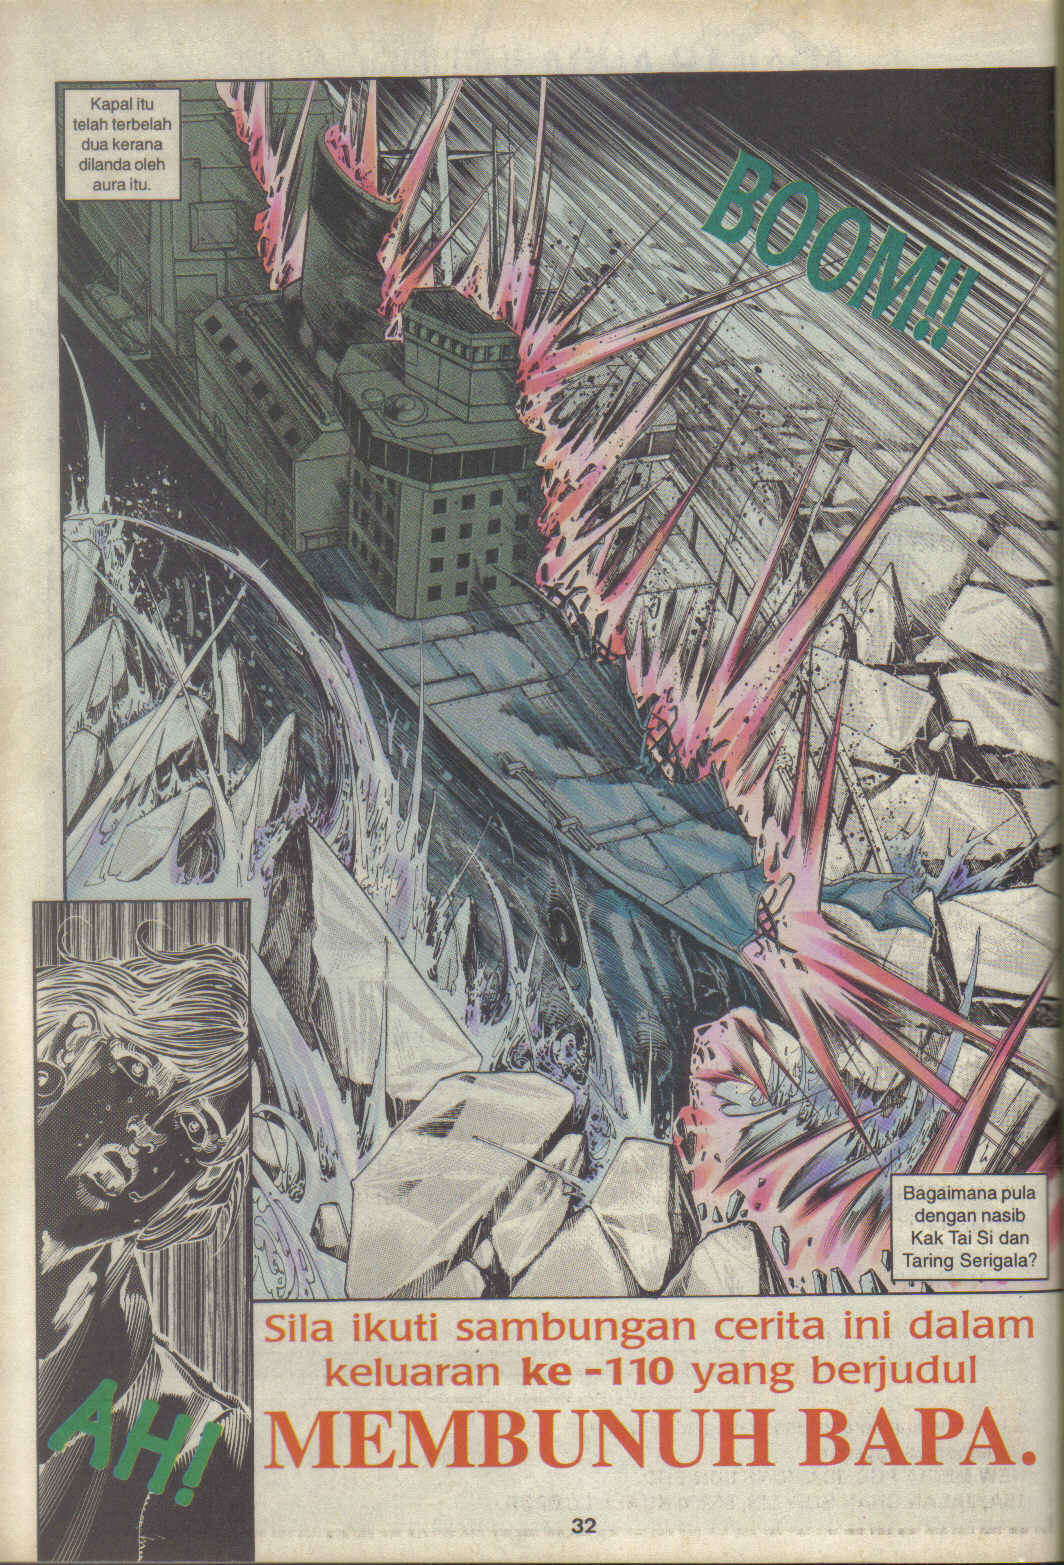 Kapal itu
telah terbelah
dua kerana
dilanda oleh
aura itu.
BOOM!!
AH!
Bagaimana pula
dengan nasib
Kak Tai Si dan
Taring Serigala?
Sila ikuti sambungan cerita ini dalam
keluaran ke -110 yang berjudul
MEMBUNUH BAPA.
32